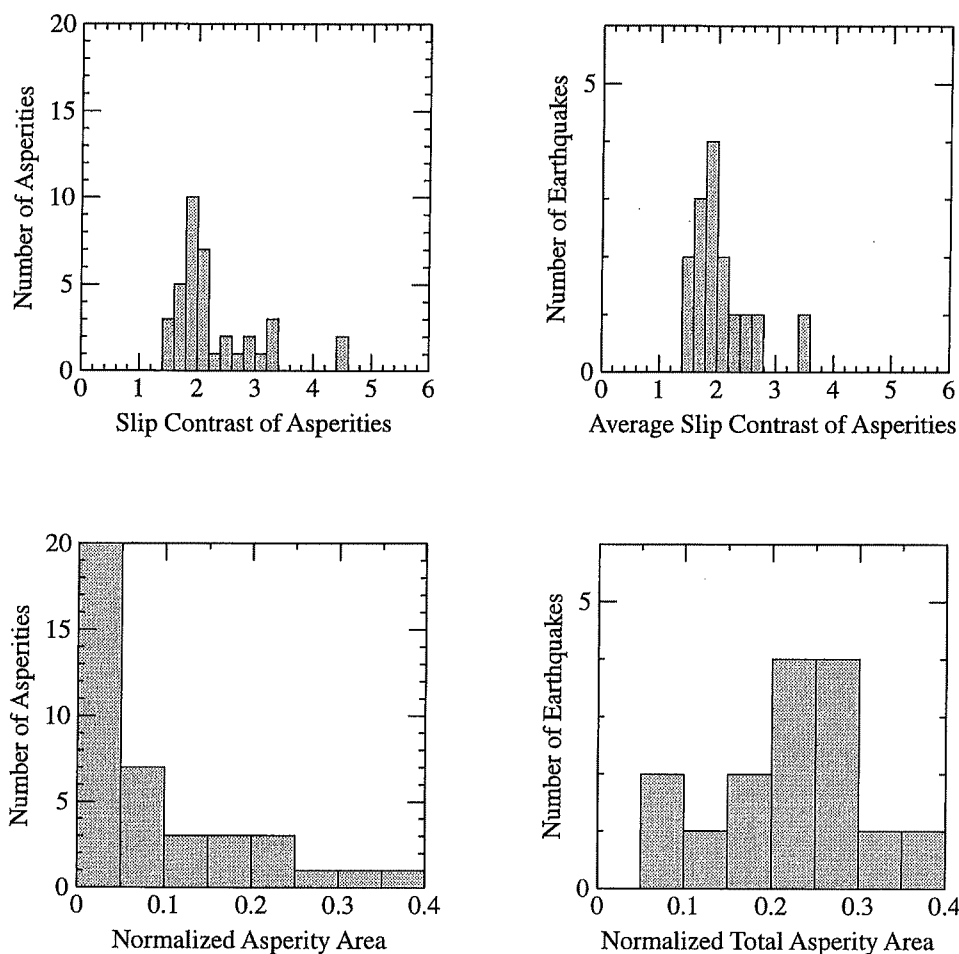 20
15
10
5
0
Number of Asperities
0 1 2 3 4 5 6
Slip Contrast of Asperities
5
0
Number of Earthquakes
0 1 2 3 4 5 6
Average Slip Contrast of Asperities
20
15
10
5
0
Number of Asperities
0 0.1 0.2 0.3 0.4
Normalized Asperity Area
5
0
Number of Earthquakes
0 0.1 0.2 0.3 0.4
Normalized Total Asperity Area